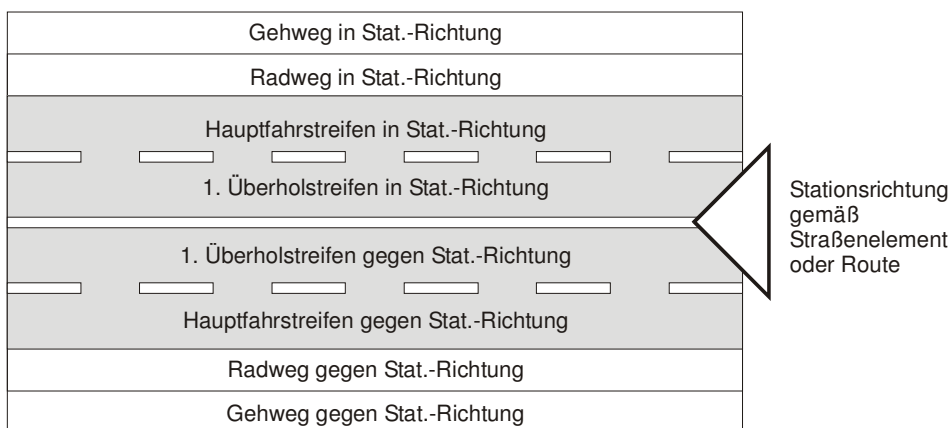 Gehweg in Stat.-Richtung
Radweg in Stat.-Richtung
Hauptfahrstreifen in Stat.-Richtung
1. Überholstreifen in Stat.-Richtung
1. Überholstreifen gegen Stat.-Richtung
Hauptfahrstreifen gegen Stat.-Richtung
Radweg gegen Stat.-Richtung
Gehweg gegen Stat.-Richtung
Stationsrichtung
gemäß
Straßenelement
oder Route